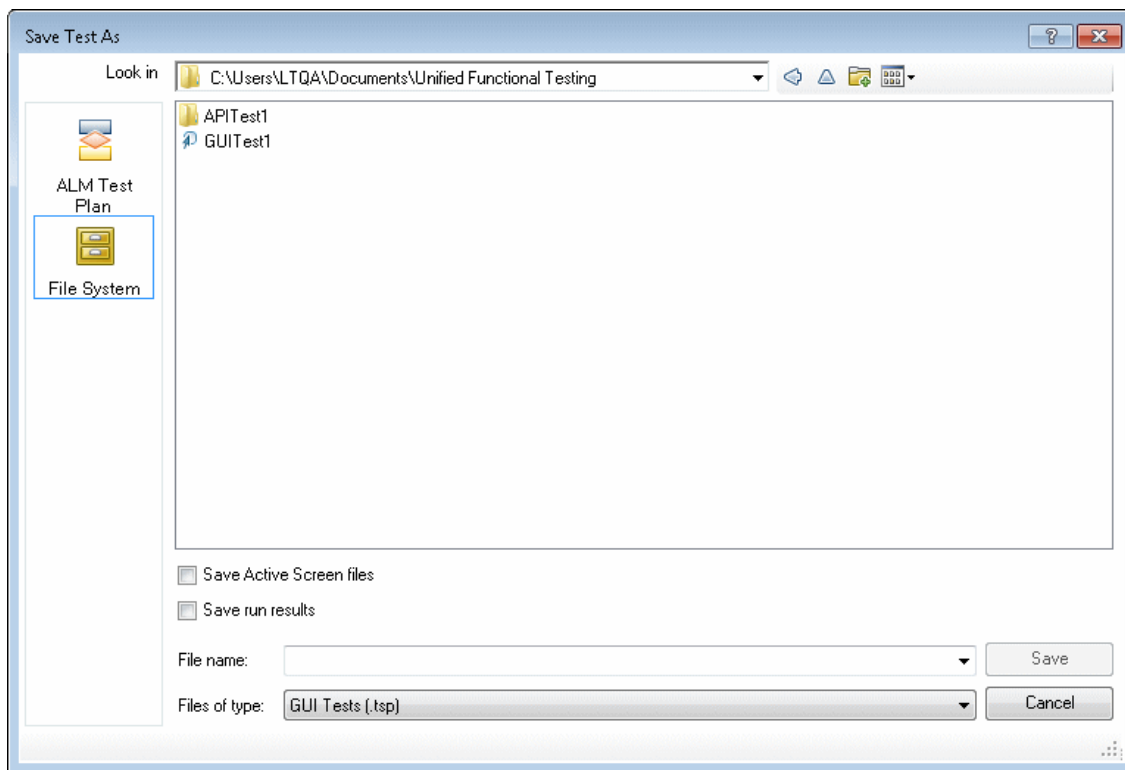 Save Test As
Look in
C:\Users\LTQA\Documents\Unified Functional Testing
APITest1
GUITest1
ALM Test
Plan
File System
Save Active Screen files
Save run results
File name:
Save
Files of type:
GUI Tests (.tsp)
Cancel